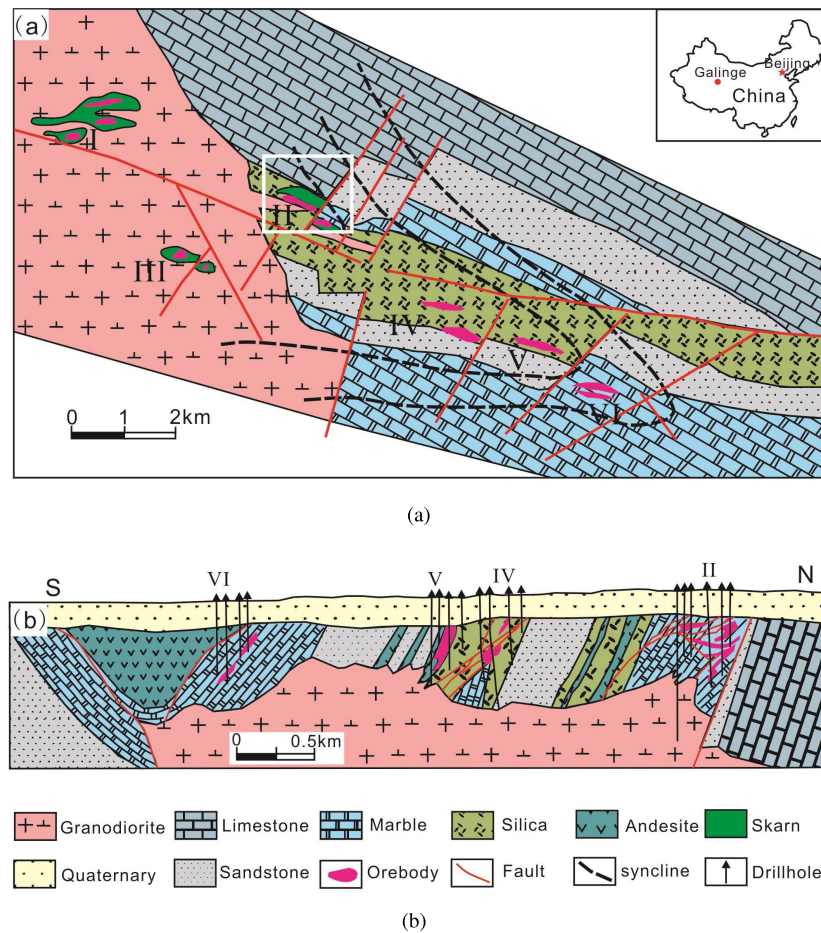 (a)
Beijing
Galinge
China
I
II
III
IV
V
VI
0 1 2km
(a)
S VI V IV II N
(b)
0 0.5km
Granodiorite Limestone Marble Silica Andesite Skarn
Quaternary Sandstone Orebody Fault syncline Drillhole
(b)